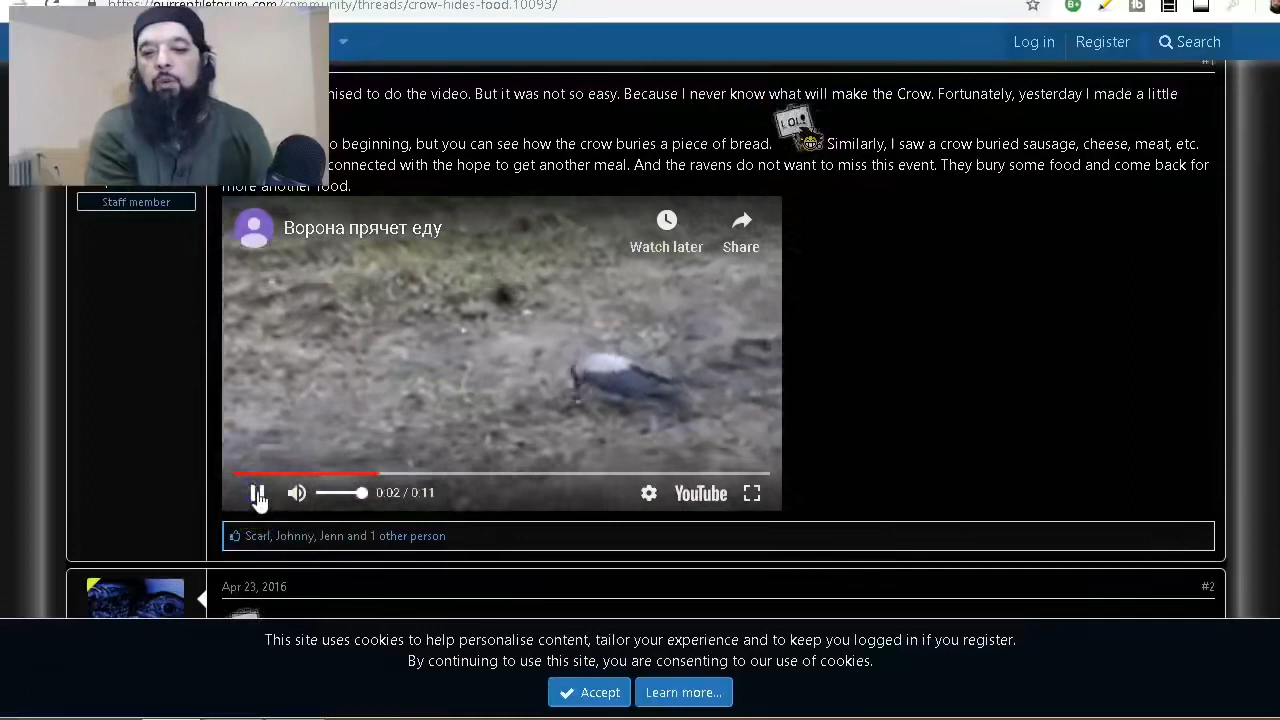 https://ourreptileforum.com/community/threads/crow-hides-food.10093/
Log in
Register
Search
#1
ised to do the video. But it was not so easy. Because I never know what will make the Crow. Fortunately, yesterday I made a little
LOL!
o beginning, but you can see how the crow buries a piece of bread. Similarly, I saw a crow buried sausage, cheese, meat, etc.
connected with the hope to get another meal. And the ravens do not want to miss this event. They bury some food and come back for
more another food.
Staff member
Ворона прячет еду
Watch later
Share
0:02 / 0:11
YouTube
Scarl, Johnny, Jenn and 1 other person
Apr 23, 2016
#2
This site uses cookies to help personalise content, tailor your experience and to keep you logged in if you register.
By continuing to use this site, you are consenting to our use of cookies.
Accept
Learn more...